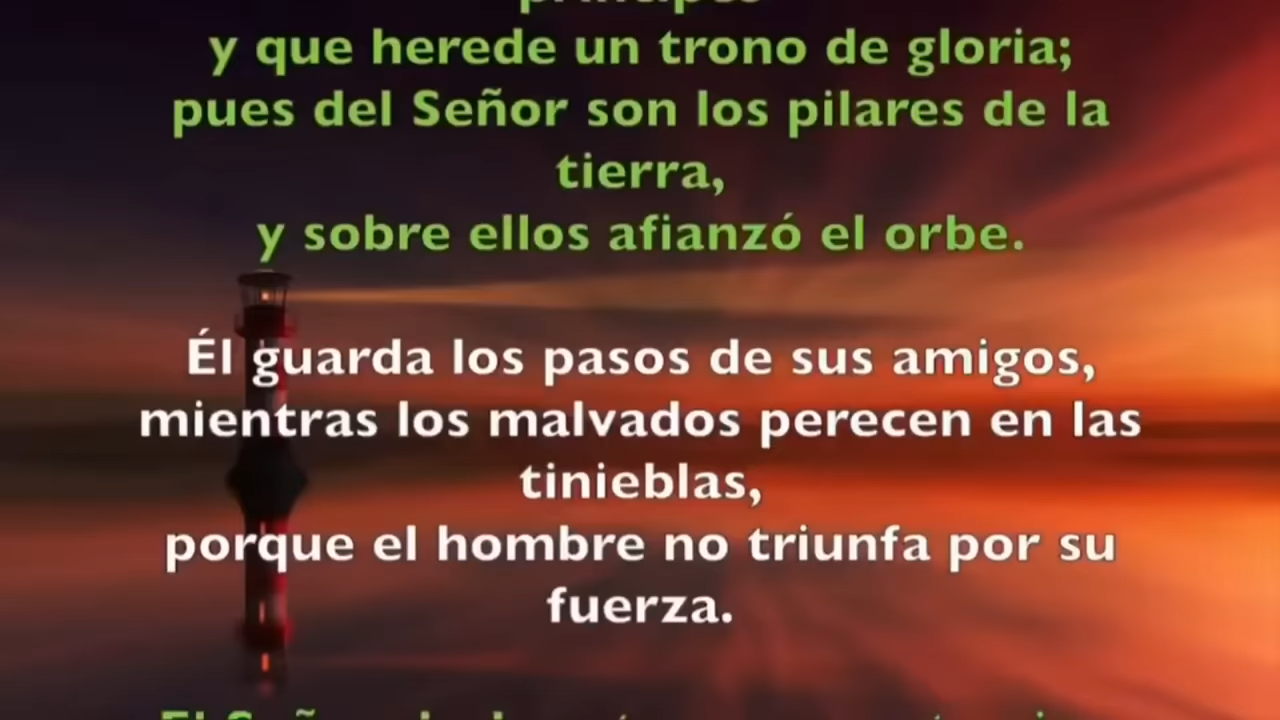 y que herede un trono de gloria;
pues del Señor son los pilares de la
tierra,
y sobre ellos afianzó el orbe.
Él guarda los pasos de sus amigos,
mientras los malvados perecen en las
tinieblas,
porque el hombre no triunfa por su
fuerza.